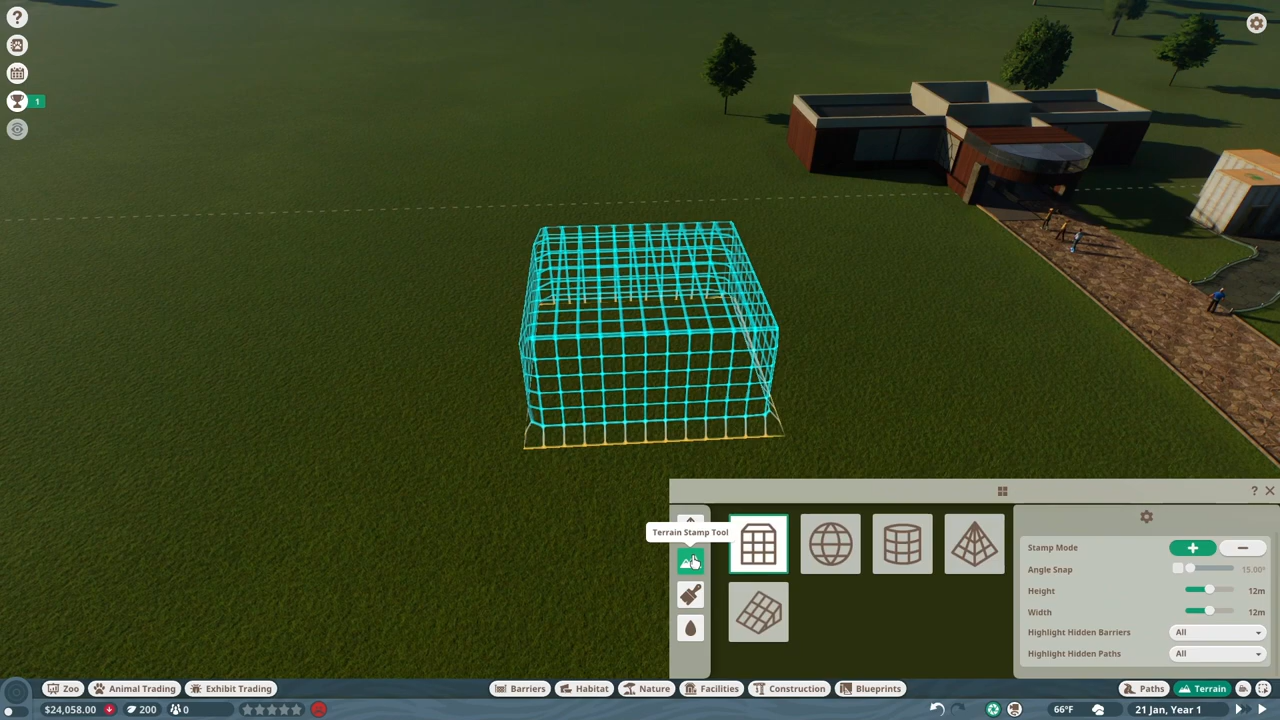 ?
1
? ✕
Terrain Stamp Tool
Stamp Mode + −
Angle Snap 15.00°
Height 12m
Width 12m
Highlight Hidden Barriers All
Highlight Hidden Paths All
Zoo Animal Trading Exhibit Trading Barriers Habitat Nature Facilities Construction Blueprints Paths Terrain
$24,058.00 200 0 66°F 21 Jan, Year 1